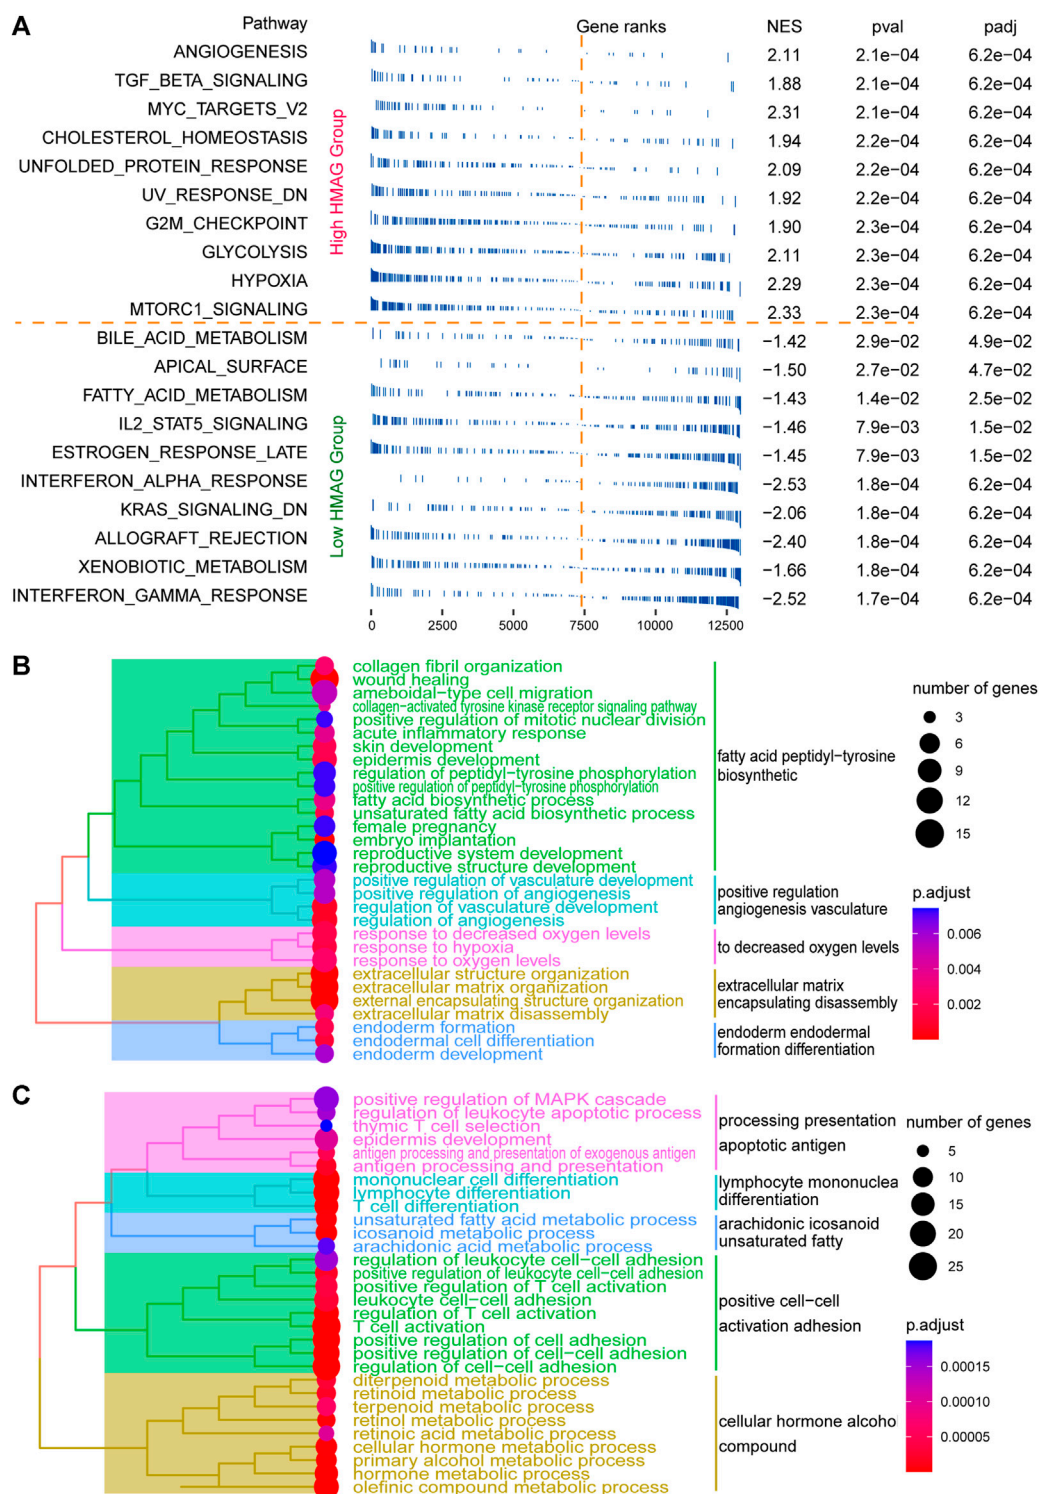 A
Pathway Gene ranks NES pval padj
ANGIOGENESIS 2.11 2.1e−04 6.2e−04
TGF_BETA_SIGNALING 1.88 2.1e−04 6.2e−04
MYC_TARGETS_V2 2.31 2.1e−04 6.2e−04
CHOLESTEROL_HOMEOSTASIS 1.94 2.2e−04 6.2e−04
UNFOLDED_PROTEIN_RESPONSE 2.09 2.2e−04 6.2e−04
UV_RESPONSE_DN 1.92 2.2e−04 6.2e−04
G2M_CHECKPOINT 1.90 2.3e−04 6.2e−04
GLYCOLYSIS 2.11 2.3e−04 6.2e−04
HYPOXIA 2.29 2.3e−04 6.2e−04
MTORC1_SIGNALING 2.33 2.3e−04 6.2e−04
High HMAG Group
BILE_ACID_METABOLISM −1.42 2.9e−02 4.9e−02
APICAL_SURFACE −1.50 2.7e−02 4.7e−02
FATTY_ACID_METABOLISM −1.43 1.4e−02 2.5e−02
IL2_STAT5_SIGNALING −1.46 7.9e−03 1.5e−02
ESTROGEN_RESPONSE_LATE −1.45 7.9e−03 1.5e−02
INTERFERON_ALPHA_RESPONSE −2.53 1.8e−04 6.2e−04
KRAS_SIGNALING_DN −2.06 1.8e−04 6.2e−04
ALLOGRAFT_REJECTION −2.40 1.8e−04 6.2e−04
XENOBIOTIC_METABOLISM −1.66 1.8e−04 6.2e−04
INTERFERON_GAMMA_RESPONSE −2.52 1.7e−04 6.2e−04
Low HMAG Group
0 2500 5000 7500 10000 12500
B
collagen fibril organization
wound healing
ameboidal−type cell migration
collagen−activated tyrosine kinase receptor signaling pathway
positive regulation of mitotic nuclear division
acute inflammatory response
skin development
epidermis development
regulation of peptidyl−tyrosine phosphorylation
positive regulation of peptidyl−tyrosine phosphorylation
fatty acid biosynthetic process
unsaturated fatty acid biosynthetic process
female pregnancy
embryo implantation
reproductive system development
reproductive structure development
positive regulation of vasculature development
positive regulation of angiogenesis
regulation of vasculature development
regulation of angiogenesis
response to decreased oxygen levels
response to hypoxia
response to oxygen levels
extracellular structure organization
extracellular matrix organization
external encapsulating structure organization
extracellular matrix disassembly
endoderm formation
endodermal cell differentiation
endoderm development
fatty acid peptidyl−tyrosine
biosynthetic
positive regulation
angiogenesis vasculature
to decreased oxygen levels
extracellular matrix
encapsulating disassembly
endoderm endodermal
formation differentiation
number of genes
3
6
9
12
15
p.adjust
0.006
0.004
0.002
C
positive regulation of MAPK cascade
regulation of leukocyte apoptotic process
thymic T cell selection
epidermis development
antigen processing and presentation of exogenous antigen
antigen processing and presentation
mononuclear cell differentiation
lymphocyte differentiation
T cell differentiation
unsaturated fatty acid metabolic process
icosanoid metabolic process
arachidonic acid metabolic process
regulation of leukocyte cell−cell adhesion
positive regulation of leukocyte cell−cell adhesion
positive regulation of T cell activation
leukocyte cell−cell adhesion
regulation of T cell activation
T cell activation
positive regulation of cell adhesion
positive regulation of cell−cell adhesion
regulation of cell−cell adhesion
diterpenoid metabolic process
retinoid metabolic process
terpenoid metabolic process
retinol metabolic process
retinoic acid metabolic process
cellular hormone metabolic process
primary alcohol metabolic process
hormone metabolic process
olefinic compound metabolic process
processing presentation
apoptotic antigen
lymphocyte mononuclea
differentiation
arachidonic icosanoid
unsaturated fatty
positive cell−cell
activation adhesion
cellular hormone alcohol
compound
number of genes
5
10
15
20
25
p.adjust
0.00015
0.00010
0.00005